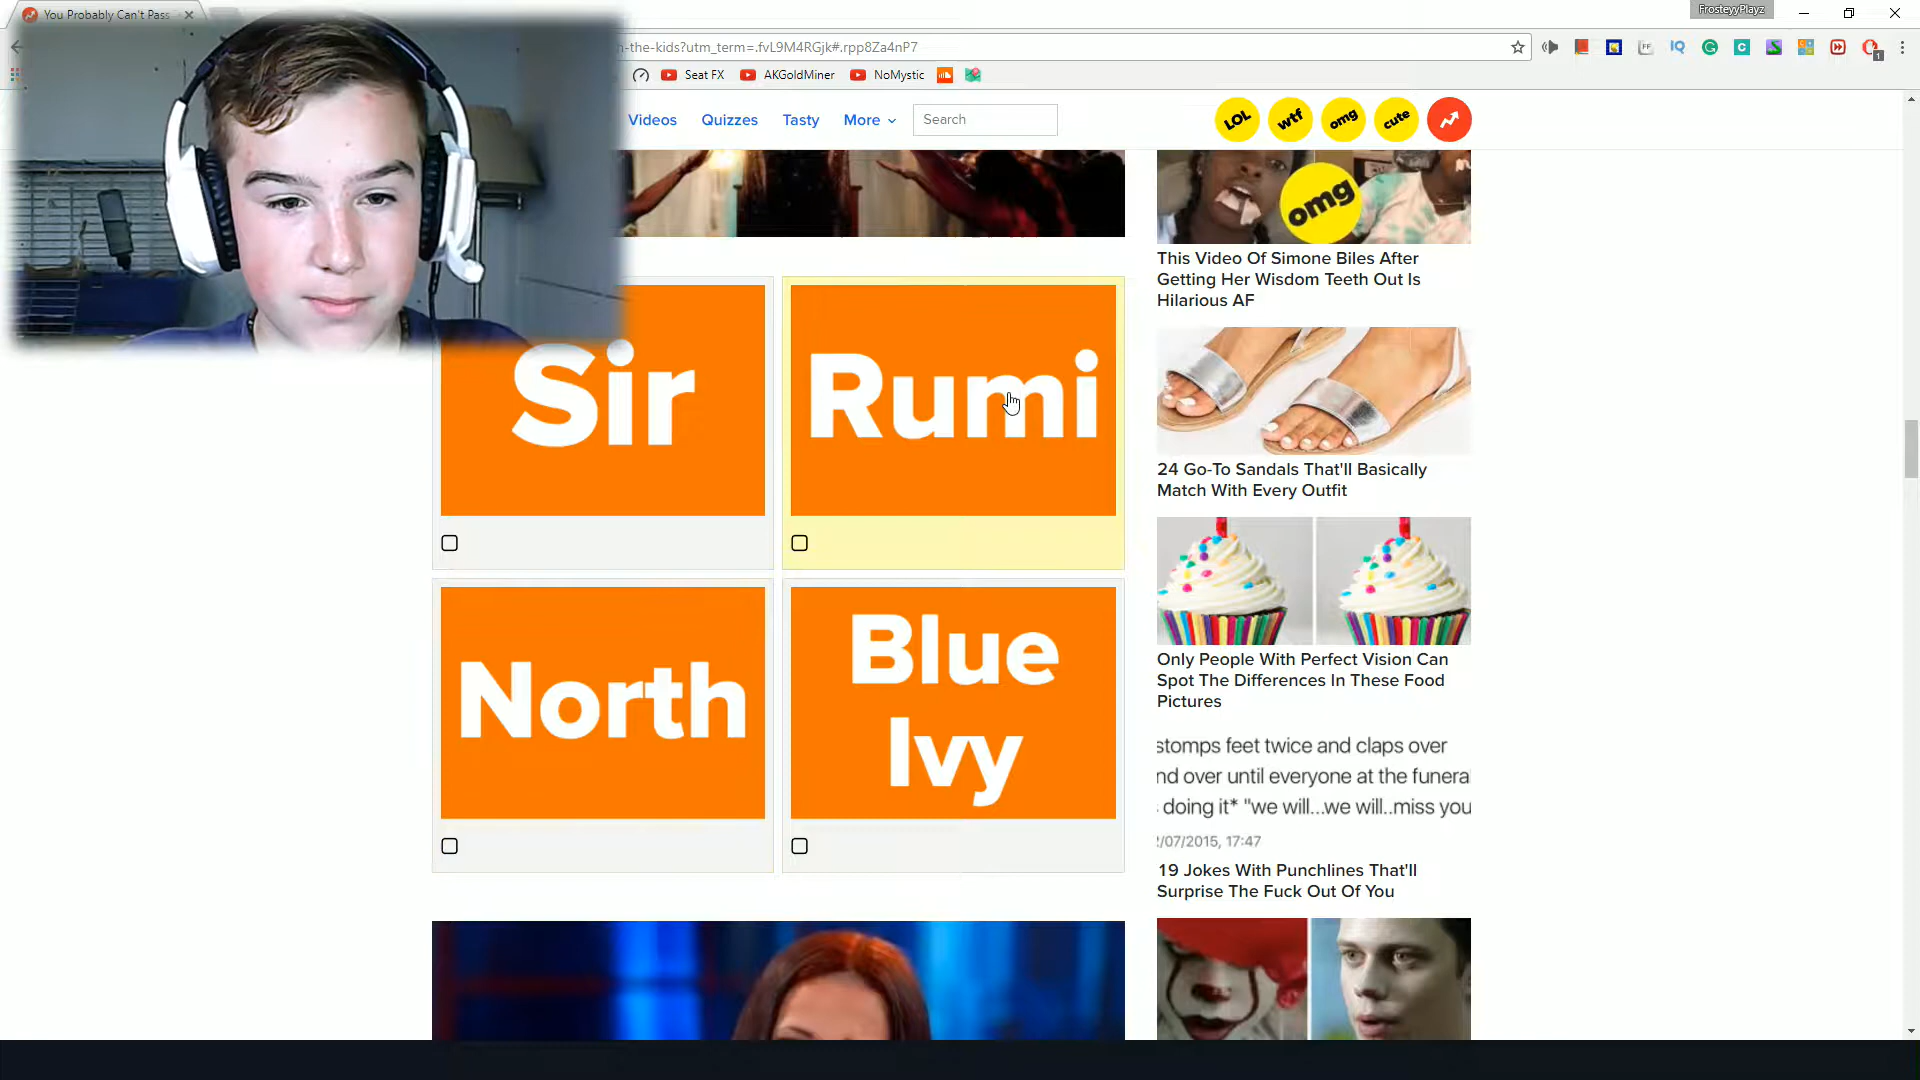 You Probably Can't Pass
FrosteyyPlayz
n-the-kids?utm_term=.fvL9M4RGjk#.rpp8Za4nP7
Seat FX
AKGoldMiner
NoMystic
FF
IQ
1
Videos
Quizzes
Tasty
More
Search
LOL
wtf
omg
cute
omg
This Video Of Simone Biles After
Getting Her Wisdom Teeth Out Is
Hilarious AF
Sir
Rumi
24 Go-To Sandals That'll Basically
Match With Every Outfit
North
Blue
Ivy
Only People With Perfect Vision Can
Spot The Differences In These Food
Pictures
stomps feet twice and claps over
nd over until everyone at the funera
doing it* "we will...we will..miss you
/07/2015, 17:47
19 Jokes With Punchlines That'll
Surprise The Fuck Out Of You